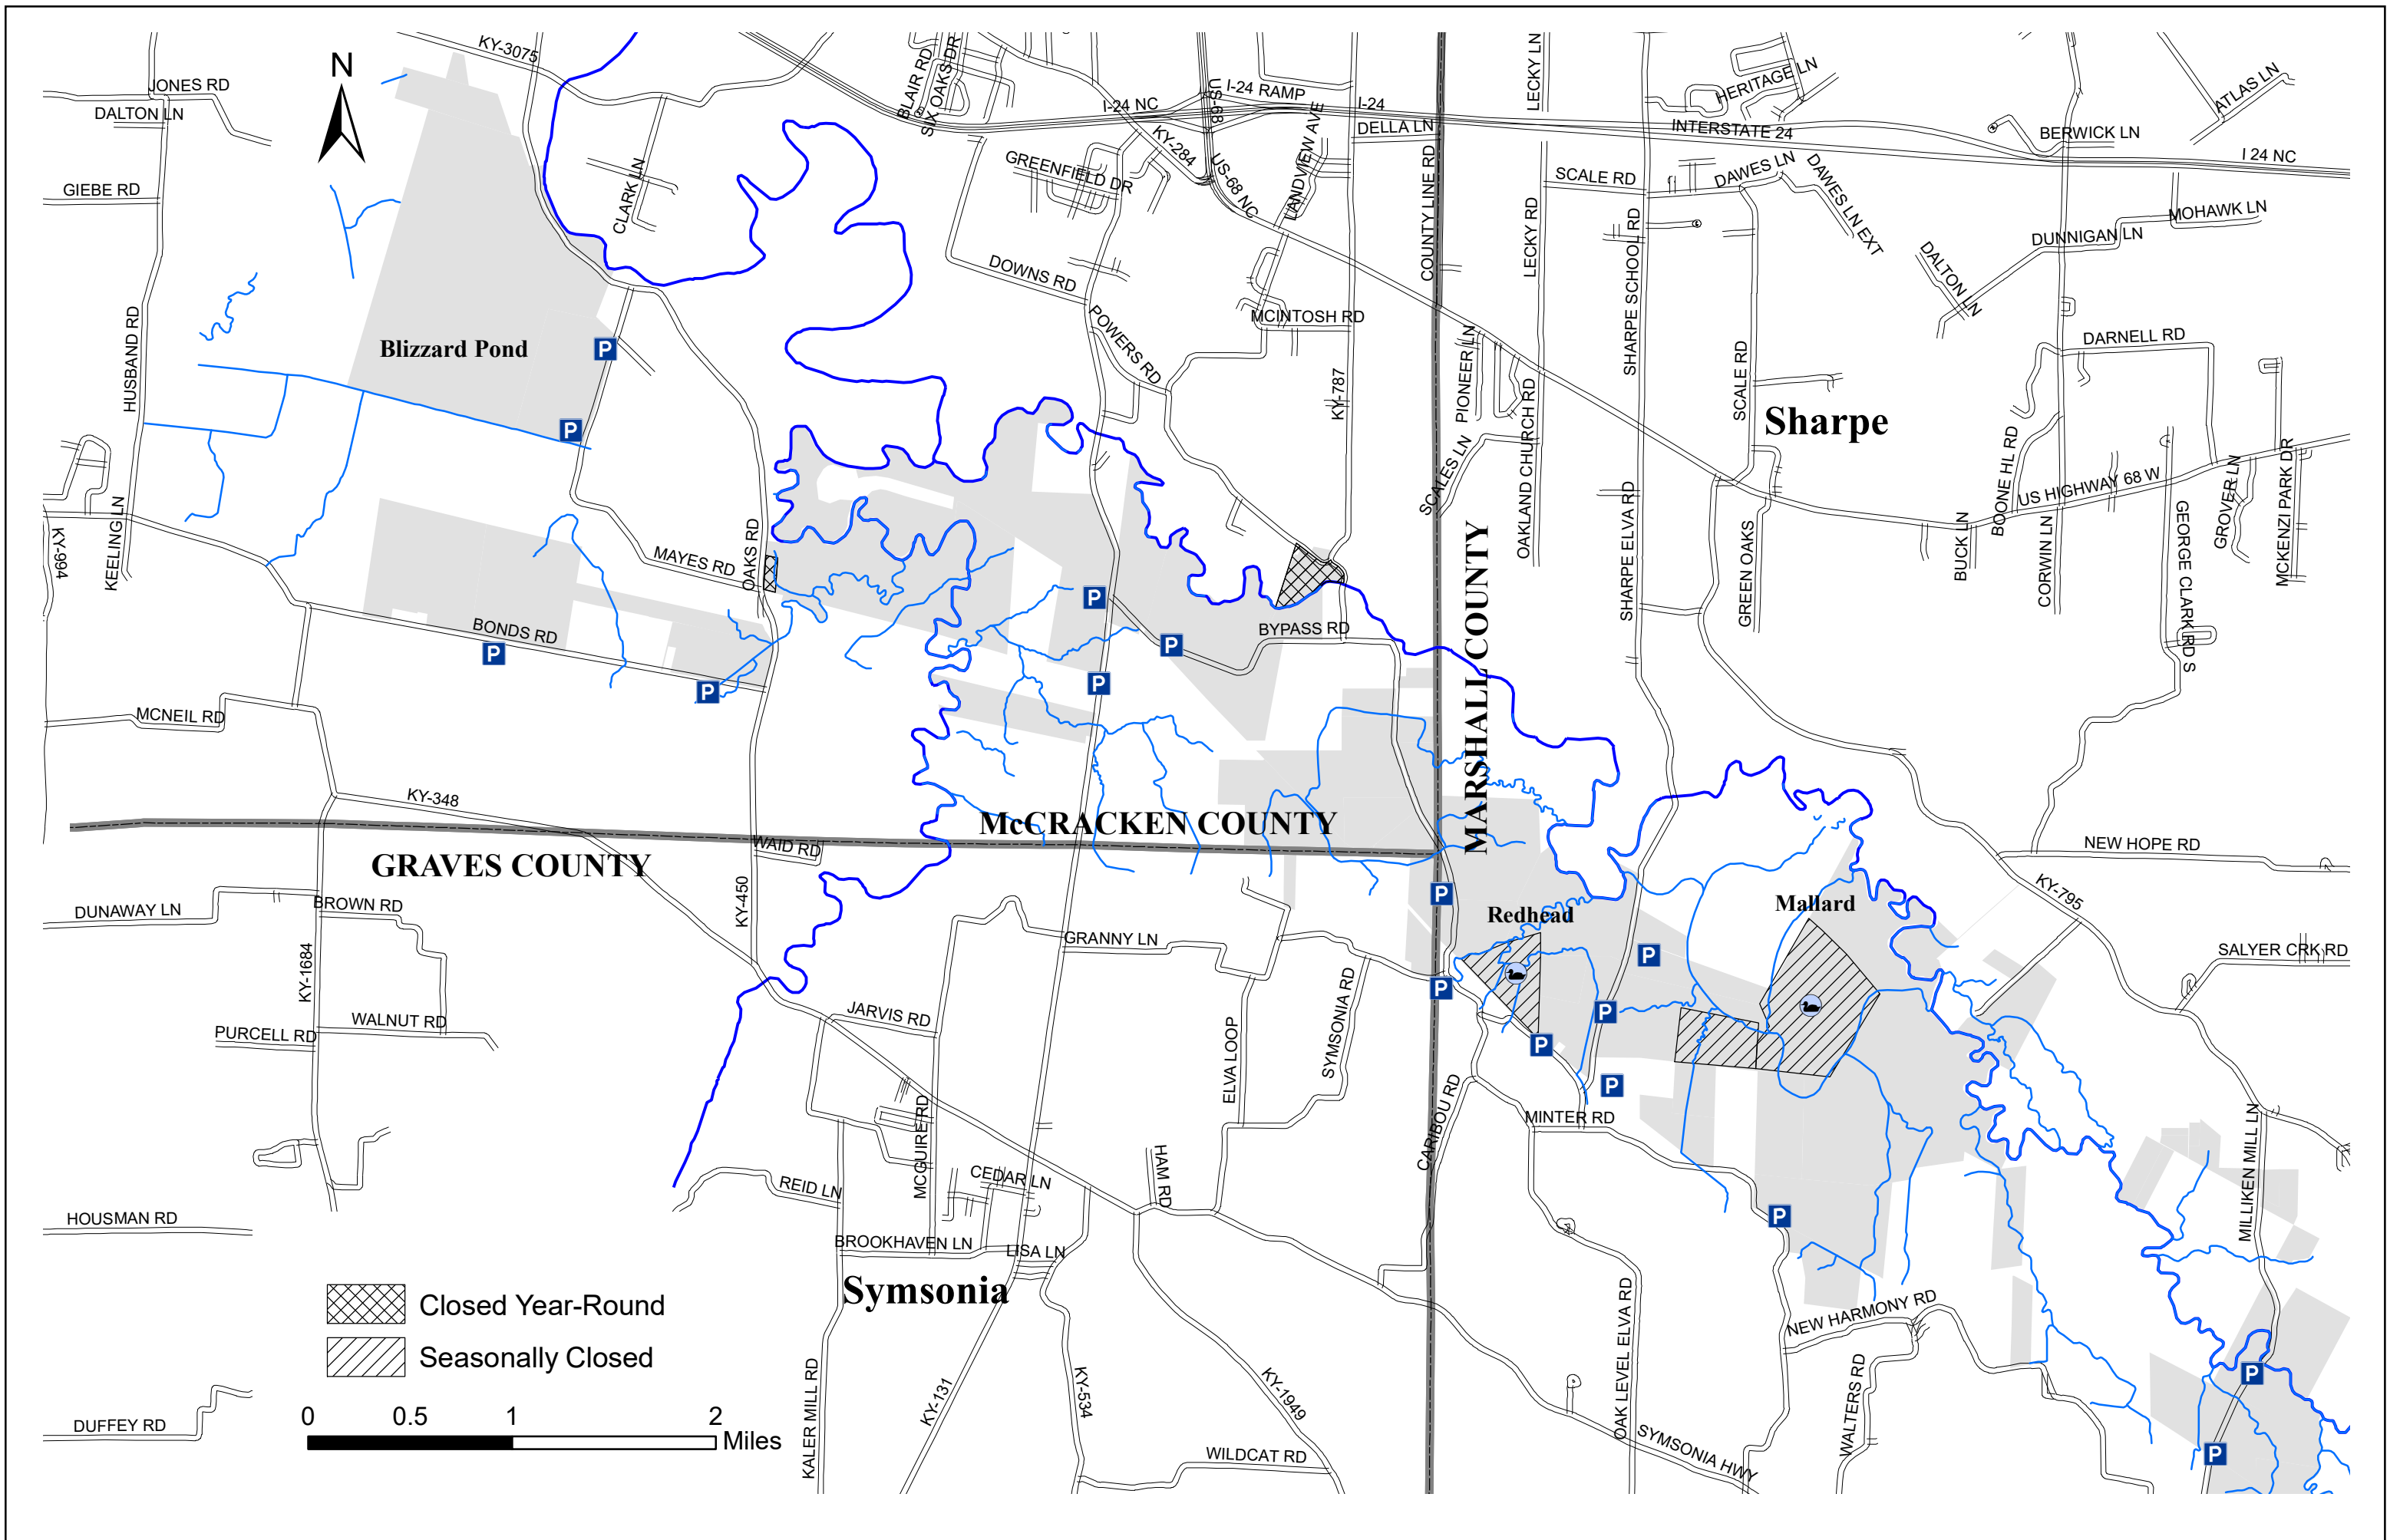 KY-3075
N
JONES RD
DALTON LN
GIEBE RD
CLARK LN
BLAIR RD
SIX OAKS DR
I-24 NC
US-68
I-24 RAMP
I-24
LECKY LN
HERITAGE LN
ATLAS LN
KY-284
DELLA LN
INTERSTATE 24
BERWICK LN
I 24 NC
GREENFIELD DR
US-68 NC
LANDVIEW AVE
COUNTY LINE RD
SCALE RD
DAWES LN
DAWES LN EXT
MOHAWK LN
DUNNIGAN LN
DALTON LN
LECKY RD
SHARPE SCHOOL RD
DOWNS RD
POWERS RD
MCINTOSH RD
HUSBAND RD
Blizzard Pond
P
P
KY-787
PIONEER LN
SCALE RD
DARNELL RD
Sharpe
OAKLAND CHURCH RD
SCALES LN
BOONE HL RD
US HIGHWAY 68 W
GROVER LN
MCKENZI PARK DR
KY-994
KEELING LN
MAYES RD
OAKS RD
MARSHALL COUNTY
SHARPE ELVA RD
GREEN OAKS
BUCK LN
CORWIN LN
GEORGE CLARK RD S
BONDS RD
P
P
P
P
P
BYPASS RD
MCNEIL RD
KY-348
McCRACKEN COUNTY
GRAVES COUNTY
WAID RD
NEW HOPE RD
KY-795
DUNAWAY LN
BROWN RD
KY-450
P
Redhead
Mallard
GRANNY LN
SALYER CRK RD
KY-1684
P
P
P
P
P
PURCELL RD
WALNUT RD
JARVIS RD
ELVA LOOP
SYMSONIA RD
CARIBOU RD
MINTER RD
MCGUIRE RD
MILLIKEN MILL LN
REID LN
CEDAR LN
HAM RD
HOUSMAN RD
P
BROOKHAVEN LN
LISA LN
Symsonia
Closed Year-Round
Seasonally Closed
NEW HARMONY RD
OAK LEVEL ELVA RD
P
0 0.5 1 2
Miles
DUFFEY RD
KALER MILL RD
KY-131
KY-534
KY-1949
WALTERS RD
WILDCAT RD
SYMSONIA HWY
P